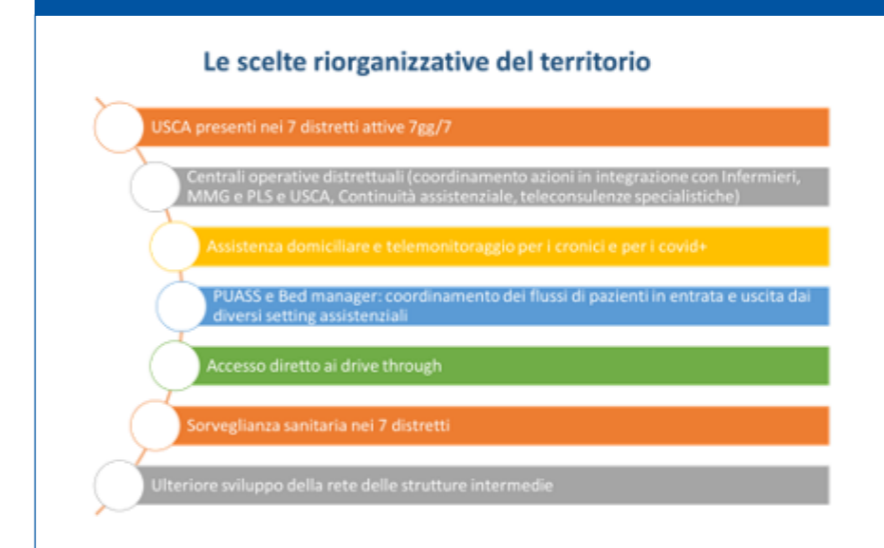 Le scelte riorganizzative del territorio
USCA presenti nei 7 distretti attive 7gg/7
Centrali operative distrettuali (coordinamento azioni in integrazione con Infermieri,
MMG e PLS e USCA, Continuità assistenziale, teleconsulenze specialistiche)
Assistenza domiciliare e telemonitoraggio per i cronici e per i covid+
PUASS e Bed manager: coordinamento dei flussi di pazienti in entrata e uscita dai
diversi setting assistenziali
Accesso diretto ai drive through
Sorveglianza sanitaria nei 7 distretti
Ulteriore sviluppo della rete delle strutture intermedie